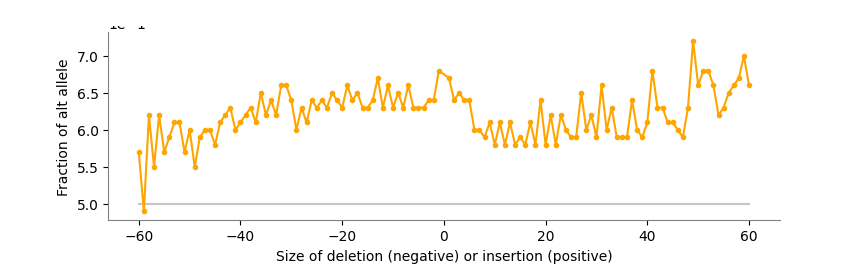 7.0
6.5
6.0
5.5
5.0
Fraction of alt allele
−60 −40 −20 0 20 40 60
Size of deletion (negative) or insertion (positive)